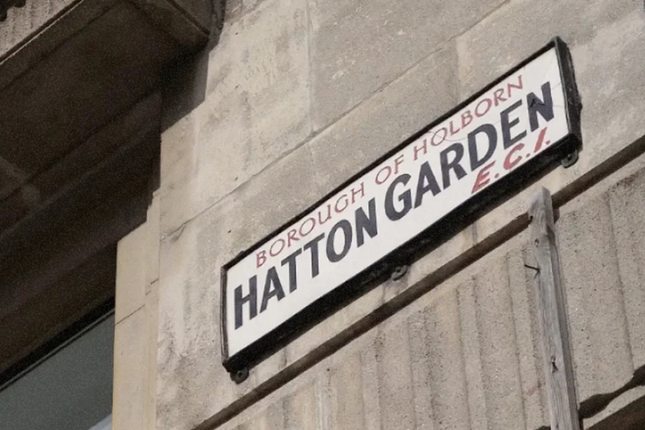 BOROUGH OF HOLBORN
HATTON GARDEN
E.C.1.